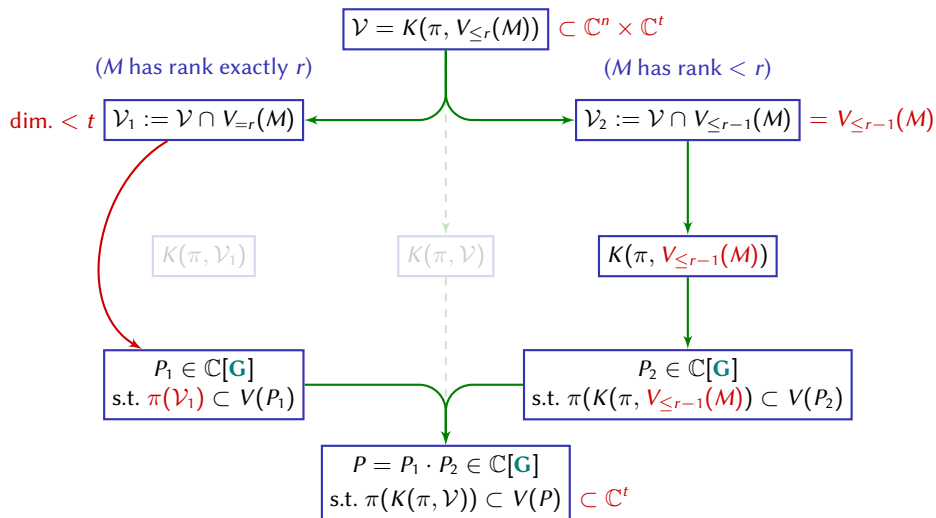 𝒱 = K(π, V≤r(M)) ⊂ ℂⁿ × ℂᵗ
(M has rank exactly r) (M has rank < r)
dim. < t 𝒱₁ := 𝒱 ∩ V₌r(M) 𝒱₂ := 𝒱 ∩ V≤r−1(M) = V≤r−1(M)
K(π, 𝒱₁) K(π, 𝒱) K(π, V≤r−1(M))
P₁ ∈ ℂ[G] P₂ ∈ ℂ[G]
s.t. π(𝒱₁) ⊂ V(P₁) s.t. π(K(π, V≤r−1(M)) ⊂ V(P₂)
P = P₁ · P₂ ∈ ℂ[G]
s.t. π(K(π, 𝒱)) ⊂ V(P) ⊂ ℂᵗ